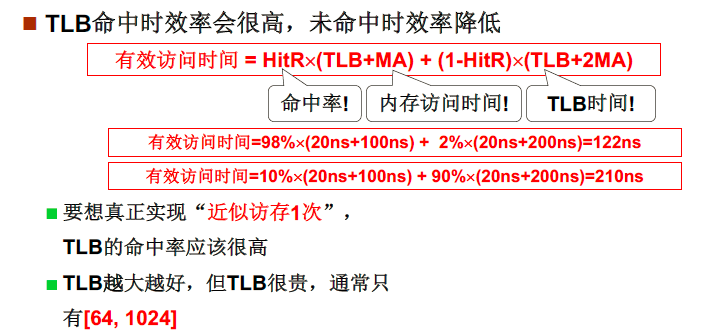 TLB命中时效率会很高，未命中时效率降低
有效访问时间 = HitR×(TLB+MA) + (1-HitR)×(TLB+2MA)
命中率!
内存访问时间!
TLB时间!
有效访问时间=98%×(20ns+100ns) + 2%×(20ns+200ns)=122ns
有效访问时间=10%×(20ns+100ns) + 90%×(20ns+200ns)=210ns
要想真正实现“近似访存1次”，
TLB的命中率应该很高
TLB越大越好，但TLB很贵，通常只
有[64, 1024]